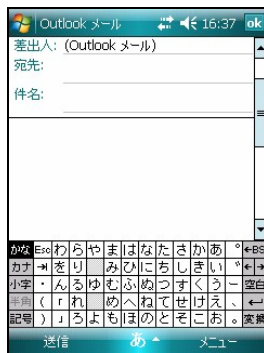 Outlook メール 16:37 ok
差出人: (Outlook メール)
宛先:
件名:
かな Esc わ ら や ま は な た さ か あ ゜ ←BS
カナ を り み ひ に ち し き い ゛ ← →
小字 ・ ん る ゆ む ふ ぬ つ す く う ー 空白
半角 ( 「 れ め へ ね て せ け え 、
記号 ) 」 ろ よ も ほ の と そ こ お 。 変換
送信 あ メニュー